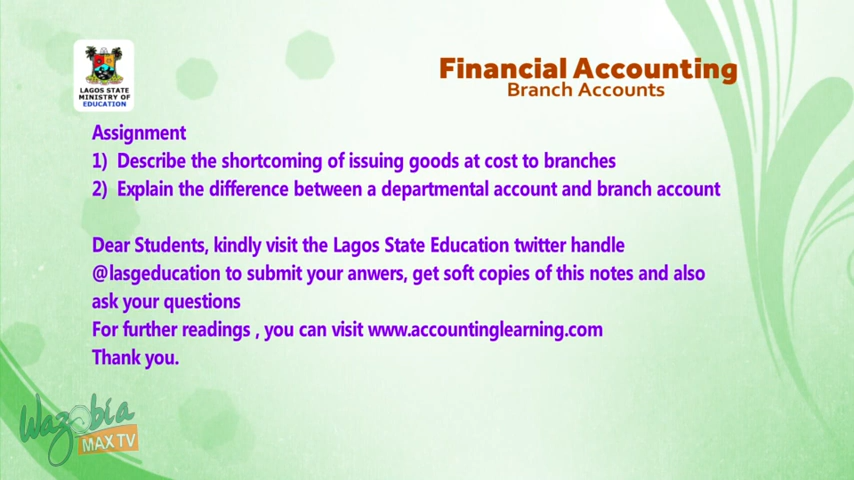 LAGOS STATE
MINISTRY OF
EDUCATION
Financial Accounting
Branch Accounts
Assignment
1) Describe the shortcoming of issuing goods at cost to branches
2) Explain the difference between a departmental account and branch account
Dear Students, kindly visit the Lagos State Education twitter handle
@lasgeducation to submit your anwers, get soft copies of this notes and also
ask your questions
For further readings , you can visit www.accountinglearning.com
Thank you.
Wazobia
MAX TV